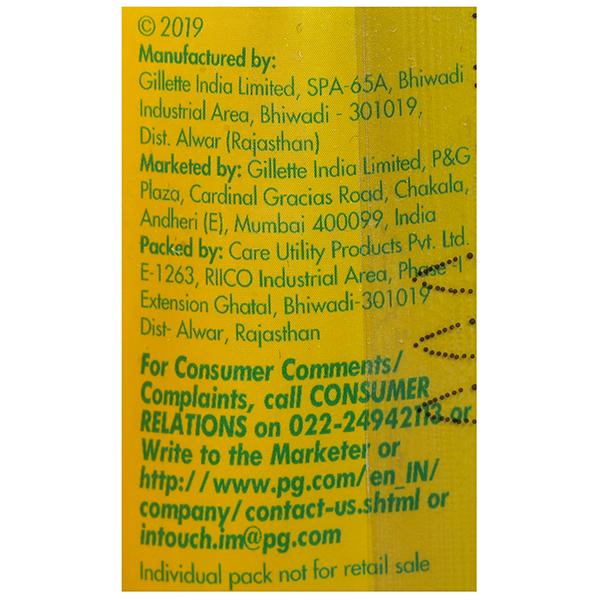 © 2019
Manufactured by:
Gillette India Limited, SPA-65A, Bhiwadi
Industrial Area, Bhiwadi - 301019,
Dist. Alwar (Rajasthan)
Marketed by: Gillette India Limited, P&G
Plaza, Cardinal Gracias Road, Chakala,
Andheri (E), Mumbai 400099, India
Packed by: Care Utility Products Pvt. Ltd.
E-1263, RIICO Industrial Area, Phase-I
Extension Ghatal, Bhiwadi-301019
Dist- Alwar, Rajasthan
For Consumer Comments/
Complaints, call CONSUMER
RELATIONS on 022-24942113 or
Write to the Marketer or
http://www.pg.com/en_IN/
company/contact-us.shtml or
intouch.im@pg.com
Individual pack not for retail sale